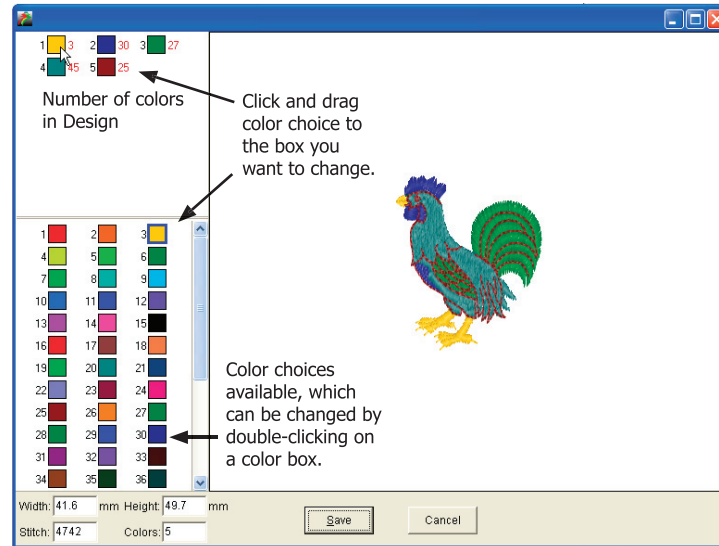 1 3 2 30 3 27
4 45 5 25
Number of colors
in Design
Click and drag
color choice to
the box you
want to change.
1 2 3
4 5 6
7 8 9
10 11 12
13 14 15
16 17 18
19 20 21
22 23 24
25 26 27
28 29 30
31 32 33
34 35 36
Color choices
available, which
can be changed by
double-clicking on
a color box.
Width: 41.6 mm Height: 49.7 mm
Stitch: 4742 Colors: 5
Save
Cancel